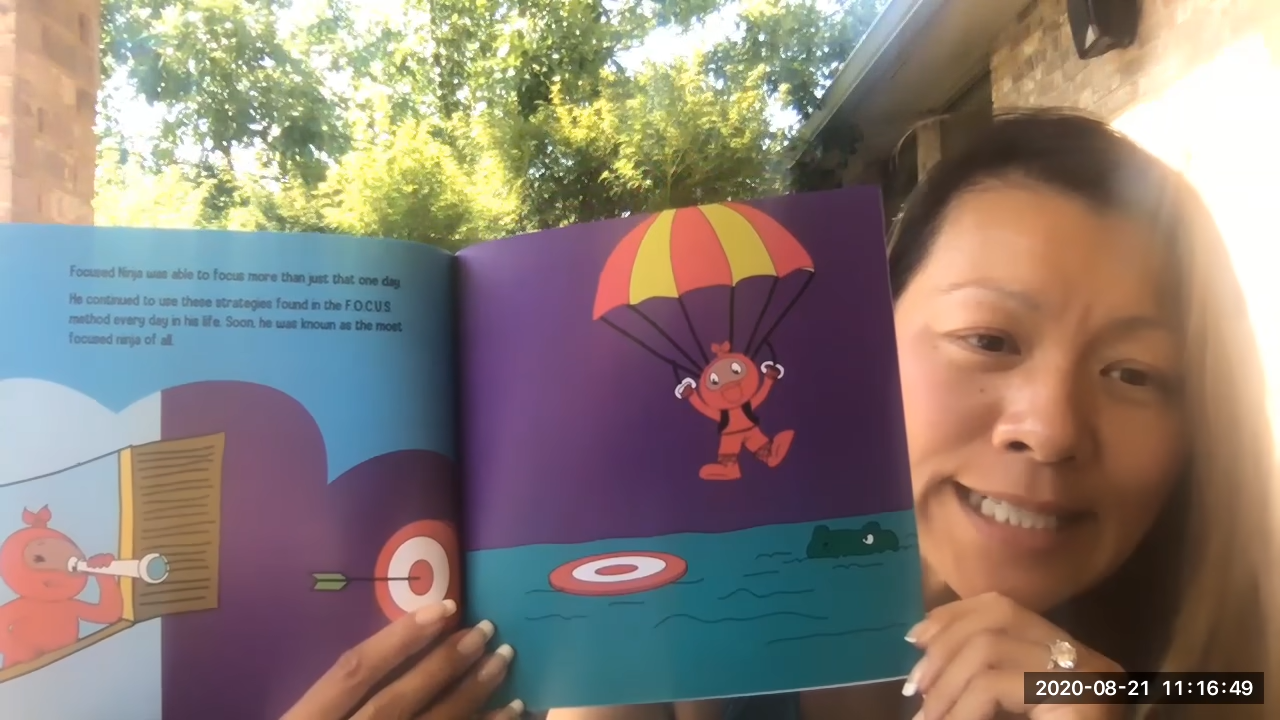 Focused Ninja was able to focus more than just that one day.
He continued to use these strategies found in the F.O.C.U.S.
method every day in his life. Soon, he was known as the most
focused ninja of all.
2020-08-21 11:16:49